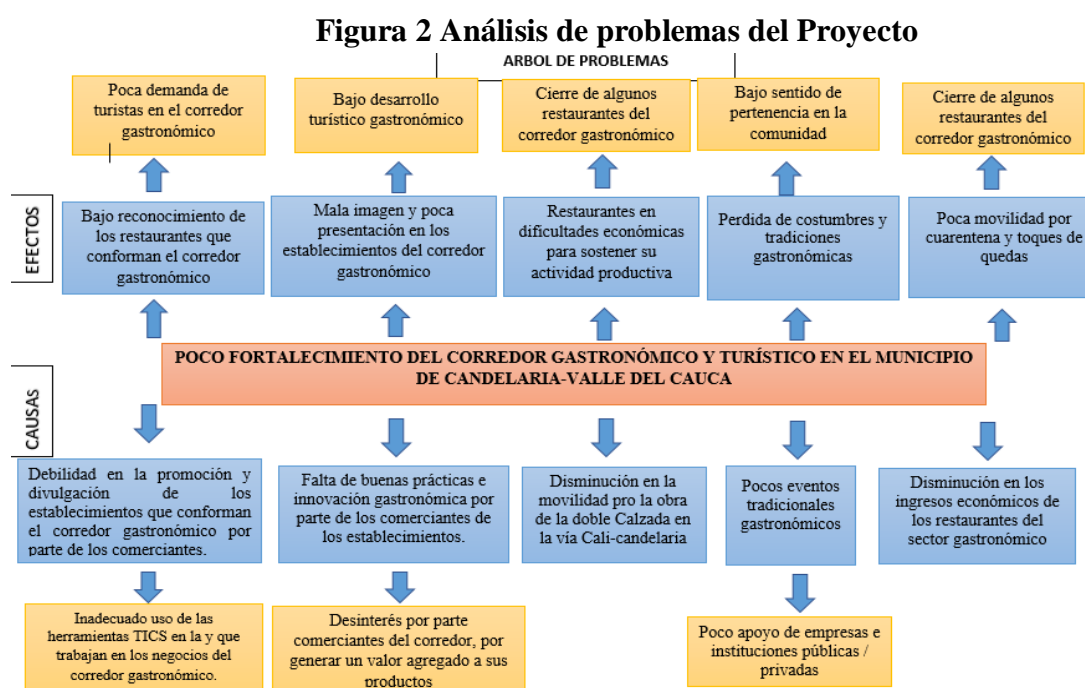 Figura 2 Análisis de problemas del Proyecto
ARBOL DE PROBLEMAS
Poca demanda de
turistas en el corredor
gastronómico
Bajo desarrollo
turístico gastronómico
Cierre de algunos
restaurantes del
corredor gastronómico
Bajo sentido de
pertenencia en la
comunidad
Cierre de algunos
restaurantes del
corredor gastronómico
EFECTOS
Bajo reconocimiento de
los restaurantes que
conforman el corredor
gastronómico
Mala imagen y poca
presentación en los
establecimientos del corredor
gastronómico
Restaurantes en
dificultades económicas
para sostener su
actividad productiva
Perdida de costumbres y
tradiciones
gastronómicas
Poca movilidad por
cuarentena y toques de
quedas
POCO FORTALECIMIENTO DEL CORREDOR GASTRONÓMICO Y TURÍSTICO EN EL MUNICIPIO
DE CANDELARIA-VALLE DEL CAUCA
CAUSAS
Debilidad en la promoción y
divulgación de los
establecimientos que conforman
el corredor gastronómico por
parte de los comerciantes.
Falta de buenas prácticas e
innovación gastronómica por
parte de los comerciantes de
los establecimientos.
Disminución en la
movilidad pro la obra
de la doble Calzada en
la vía Cali-candelaria
Pocos eventos
tradicionales
gastronómicos
Disminución en los
ingresos económicos de
los restaurantes del
sector gastronómico
Inadecuado uso de las
herramientas TICS en la y que
trabajan en los negocios del
corredor gastronómico.
Desinterés por parte
comerciantes del corredor, por
generar un valor agregado a sus
productos
Poco apoyo de empresas e
instituciones públicas /
privadas